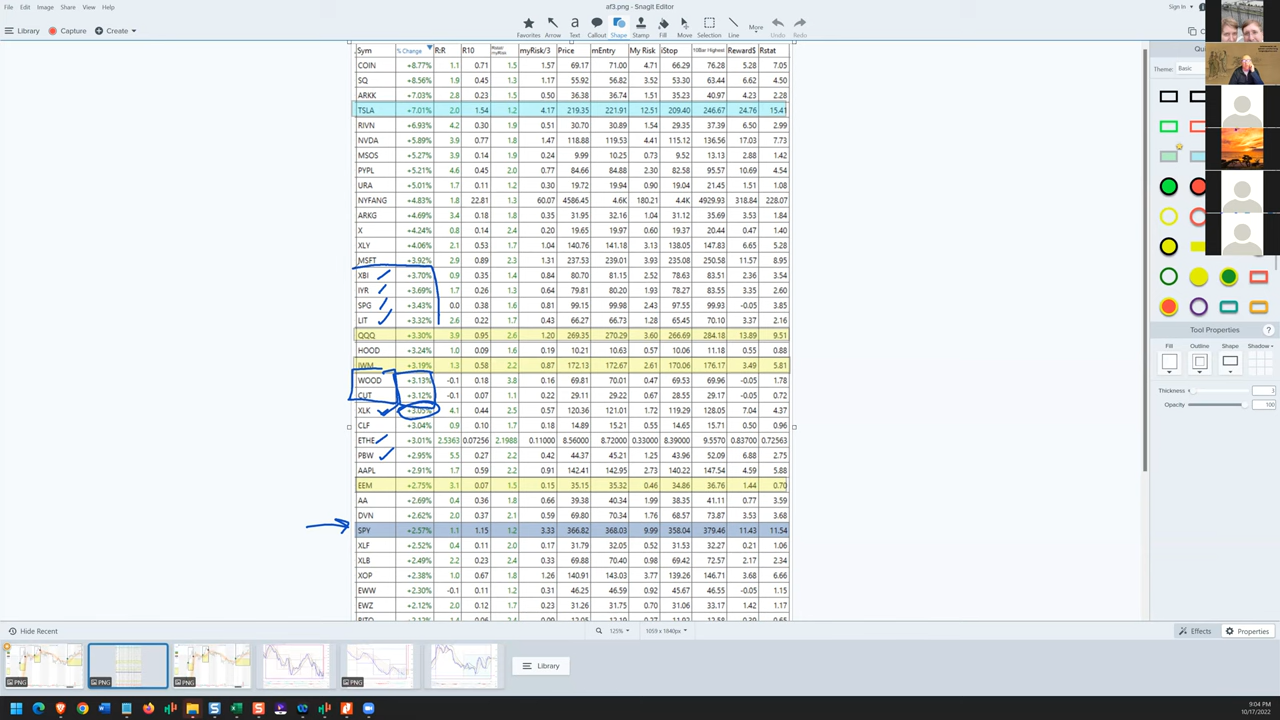 af3.png - Snagit Editor
File Edit Image Share View Help
Sign in
Library Capture Create
Favorites Arrow Text Callout Shape Stamp Fill Move Selection Line More Undo Redo
Theme: Basic
Sym % Change R:R R10 myRisk/3 Price mEntry My Risk iStop 10Bar Highest Reward$ Rstat
COIN +8.77% 1.1 0.71 1.5 1.57 69.17 71.00 4.71 66.29 76.28 5.28 7.05
SQ +8.56% 1.9 0.45 1.3 1.17 55.92 56.82 3.52 53.30 63.44 6.62 4.50
ARKK +7.03% 2.8 0.23 1.5 0.50 36.38 36.74 1.51 35.23 40.97 4.23 2.28
TSLA +7.01% 2.0 1.54 1.2 4.17 219.35 221.91 12.51 209.40 246.67 24.76 15.41
RIVN +6.93% 4.2 0.30 1.9 0.51 30.70 30.89 1.54 29.35 37.39 6.50 2.99
NVDA +5.89% 3.9 0.77 1.8 1.47 118.88 119.53 4.41 115.12 136.56 17.03 7.73
MSOS +5.27% 3.9 0.14 1.9 0.24 9.99 10.25 0.73 9.52 13.13 2.88 1.42
PYPL +5.21% 4.6 0.45 2.0 0.77 84.66 84.88 2.30 82.58 95.57 10.69 4.54
URA +5.01% 1.7 0.11 1.2 0.30 19.72 19.94 0.90 19.04 21.45 1.51 1.08
NYFANG +4.83% 1.8 22.81 1.3 60.07 4586.45 4.6K 180.21 4.4K 4929.93 318.84 228.07
ARKG +4.69% 3.4 0.18 1.8 0.35 31.95 32.16 1.04 31.12 35.69 3.53 1.84
X +4.24% 0.8 0.14 2.4 0.20 19.65 19.97 0.60 19.37 20.44 0.47 1.40
XLY +4.06% 2.1 0.53 1.7 1.04 140.76 141.18 3.13 138.05 147.83 6.65 5.28
MSFT +3.92% 2.9 0.89 2.3 1.31 237.53 239.01 3.93 235.08 250.58 11.57 8.95
XBI +3.70% 0.9 0.35 1.4 0.84 80.70 81.15 2.52 78.63 83.51 2.36 3.54
IYR +3.69% 1.7 0.26 1.3 0.64 79.81 80.20 1.93 78.27 83.55 3.35 2.60
SPG +3.43% 0.0 0.38 1.6 0.81 99.15 99.98 2.43 97.55 99.93 -0.05 3.85
LIT +3.32% 2.6 0.22 1.7 0.43 66.27 66.73 1.28 65.45 70.10 3.37 2.16
QQQ +3.30% 3.9 0.95 2.6 1.20 269.35 270.29 3.60 266.69 284.18 13.89 9.51
HOOD +3.24% 1.0 0.09 1.6 0.19 10.21 10.63 0.57 10.06 11.18 0.55 0.88
IWM +3.19% 1.3 0.58 2.2 0.87 172.13 172.67 2.61 170.06 176.17 3.49 5.81
WOOD +3.13% -0.1 0.18 3.8 0.16 69.81 70.01 0.47 69.53 69.96 -0.05 1.78
CUT +3.12% -0.1 0.07 1.1 0.22 29.11 29.22 0.67 28.55 29.17 -0.05 0.72
XLK +3.05% 4.1 0.44 2.5 0.57 120.36 121.01 1.72 119.29 128.05 7.04 4.37
CLF +3.04% 0.9 0.10 1.7 0.18 14.89 15.21 0.55 14.65 15.72 0.50 0.96
ETHE +3.01% 2.5363 0.07256 2.1988 0.11000 8.56000 8.72000 0.33000 8.39000 9.5570 0.83700 0.72563
PBW +2.95% 5.5 0.27 2.2 0.42 44.37 45.21 1.25 43.96 52.09 6.88 2.75
AAPL +2.91% 1.7 0.59 2.2 0.91 142.41 142.95 2.73 140.22 147.54 4.59 5.88
EEM +2.75% 3.1 0.07 1.5 0.15 35.15 35.32 0.46 34.86 36.76 1.44 0.70
AA +2.69% 0.4 0.36 1.8 0.66 39.38 40.34 1.99 38.35 41.11 0.77 3.59
DVN +2.62% 2.0 0.37 2.1 0.59 69.80 70.34 1.76 68.57 73.87 3.53 3.68
SPY +2.57% 1.1 1.15 1.2 3.33 366.82 368.03 9.99 358.04 379.46 11.43 11.54
XLF +2.52% 0.4 0.11 2.0 0.17 31.79 32.05 0.52 31.53 32.27 0.21 1.06
XLB +2.49% 2.2 0.23 2.4 0.33 69.88 70.40 0.98 69.42 72.57 2.17 2.34
XOP +2.38% 1.0 0.67 1.8 1.26 140.91 143.03 3.77 139.26 146.71 3.68 6.66
EWW +2.30% -0.1 0.11 1.2 0.31 46.25 46.59 0.92 45.67 46.55 -0.05 1.15
EWZ +2.12% 2.0 0.12 1.7 0.23 31.26 31.75 0.70 31.06 33.17 1.42 1.17
Tool Properties
Fill Outline Shape Shadow
Thickness 3
Opacity 100
Hide Recent
125% 1059 x 1840px
Effects Properties
PNG PNG PNG PNG
Library
9:04 PM
10/17/2022